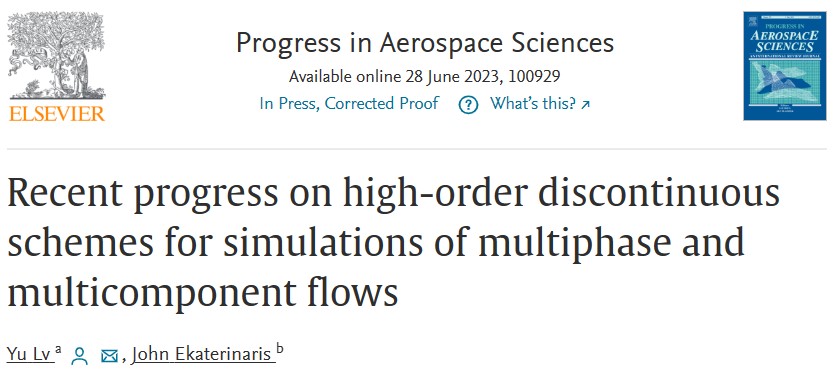 Progress in Aerospace Sciences
Available online 28 June 2023, 100929
In Press, Corrected Proof ? What's this? ↗
ELSEVIER
PROGRESS IN
AEROSPACE
SCIENCES
AN INTERNATIONAL REVIEW JOURNAL
Recent progress on high-order discontinuous
schemes for simulations of multiphase and
multicomponent flows
Yu Lv a , John Ekaterinaris b